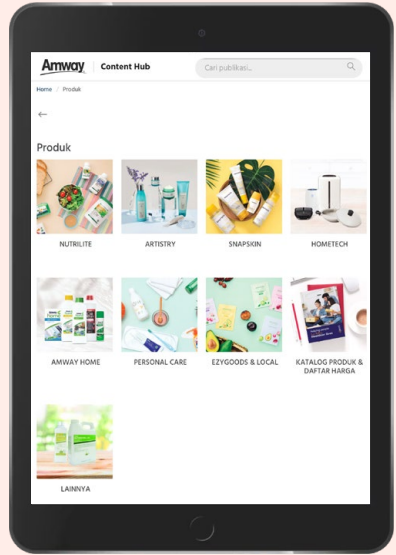 Amway Content Hub
Cari publikasi...
Home / Produk
←
Produk
NUTRILITE
ARTISTRY
SNAPSKIN
HOMETECH
AMWAY HOME
PERSONAL CARE
EZYGOODS & LOCAL
KATALOG PRODUK &
DAFTAR HARGA
LAINNYA